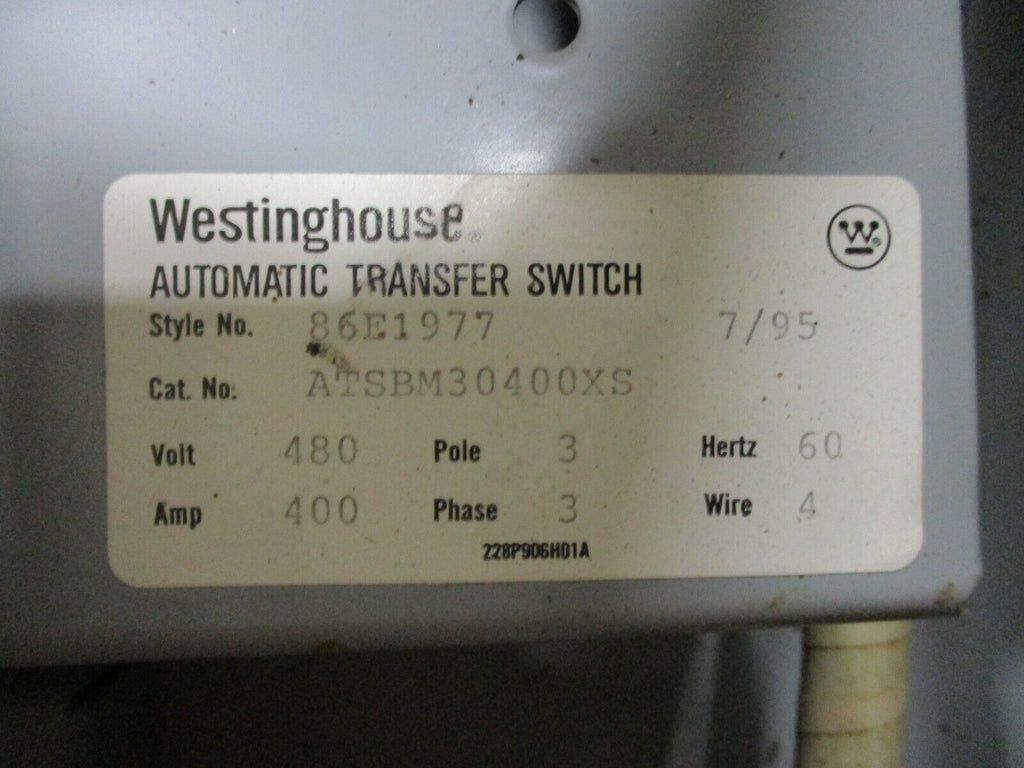 Westinghouse®
AUTOMATIC TRANSFER SWITCH
Style No. 86E1977 7/95
Cat. No: ATSBM30400XS
Volt 480 Pole 3 Hertz 60
Amp 400 Phase 3 Wire 4
228P906H01A